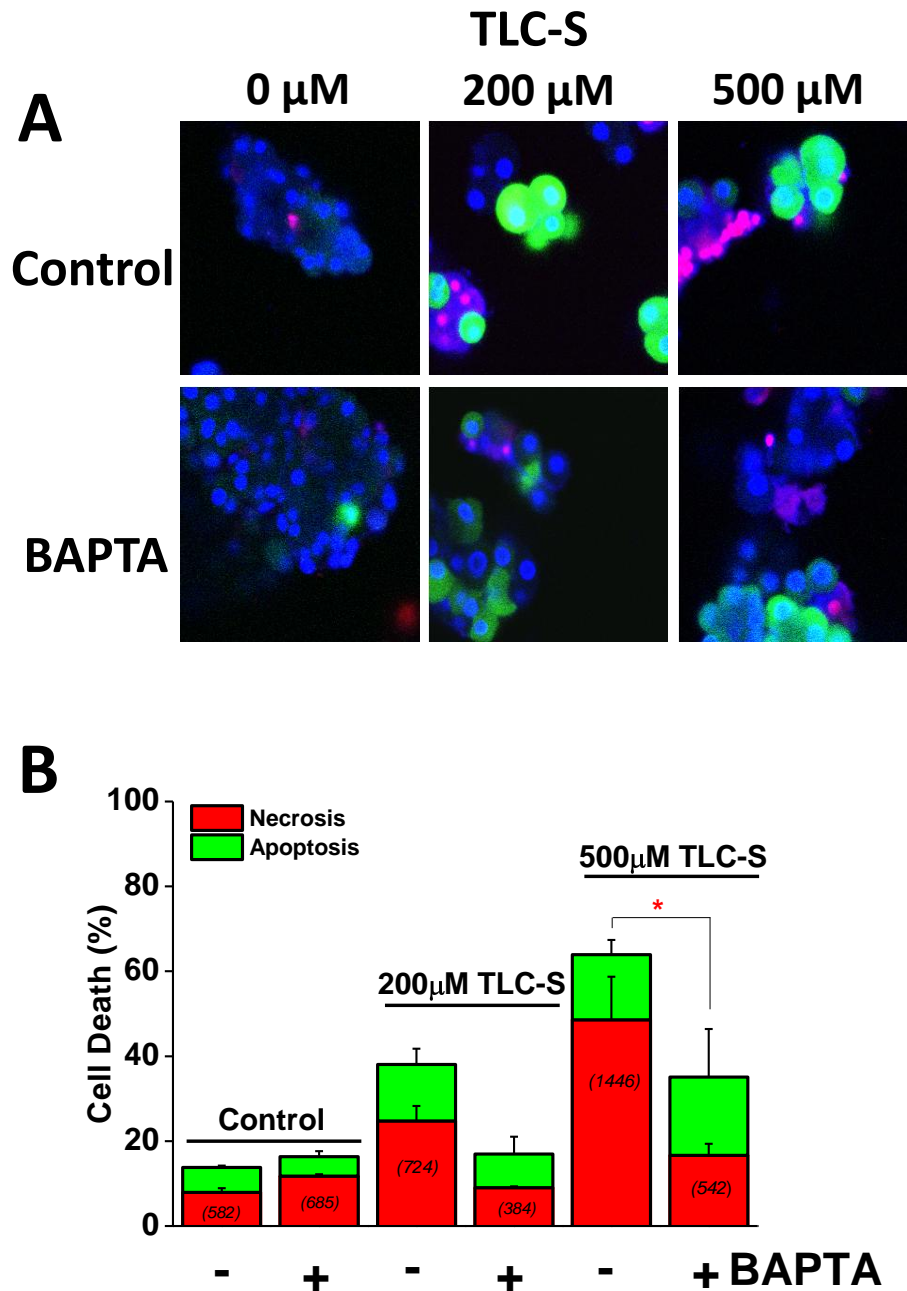 TLC-S
0 µM 200 µM 500 µM
A
Control
BAPTA
B
100
80
60
40
20
0
Cell Death (%)
Necrosis
Apoptosis
Control
200µM TLC-S
500µM TLC-S
*
(582)
(685)
(724)
(384)
(1446)
(542)
- + - + - + BAPTA